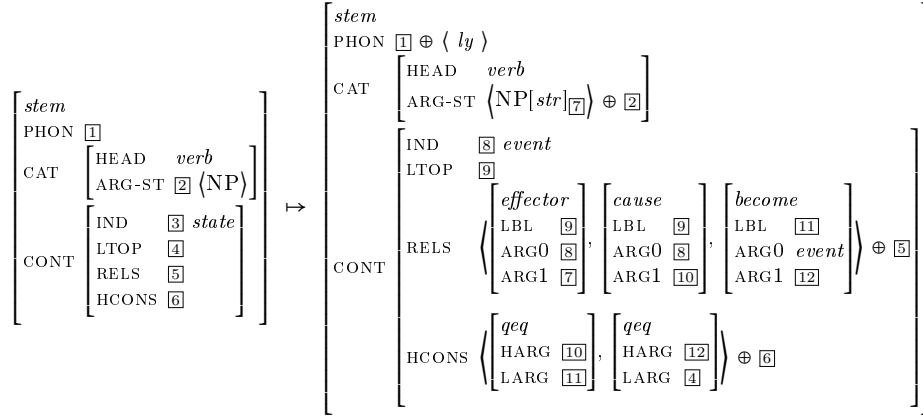 stem
PHON 1
CAT HEAD verb
ARG-ST 2 ⟨NP⟩
CONT IND 3 state
LTOP 4
RELS 5
HCONS 6
↦
stem
PHON 1 ⊕ ⟨ ly ⟩
CAT HEAD verb
ARG-ST ⟨NP[str]7⟩ ⊕ 2
CONT IND 8 event
LTOP 9
RELS ⟨[effector LBL 9 ARG0 8 ARG1 7], [cause LBL 9 ARG0 8 ARG1 10], [become LBL 11 ARG0 event ARG1 12]⟩ ⊕ 5
HCONS ⟨[qeq HARG 10 LARG 11], [qeq HARG 12 LARG 4]⟩ ⊕ 6